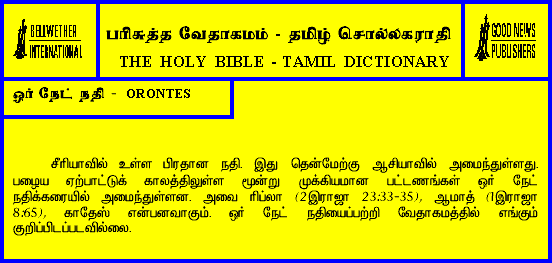 BELLWETHER
INTERNATIONAL
பரிசுத்த வேதாகமம் - தமிழ் சொல்லகராதி
THE HOLY BIBLE - TAMIL DICTIONARY
GOOD NEWS
PUBLISHERS
ஓர் நேட் நதி - ORONTES
சீரியாவில் உள்ள பிரதான நதி. இது தென்மேற்கு ஆசியாவில் அமைந்துள்ளது.
பழைய ஏற்பாட்டுக் காலத்திலுள்ள மூன்று முக்கியமான பட்டணங்கள் ஓர் நேட்
நதிக்கரையில் அமைந்துள்ளன. அவை ரிப்லா (2இராஜா 23:33-35), ஆமாத் (1இராஜா
8:65), காதேஸ் என்பனவாகும். ஓர் நேட் நதியைப்பற்றி வேதாகமத்தில் எங்கும்
குறிப்பிடப்படவில்லை.